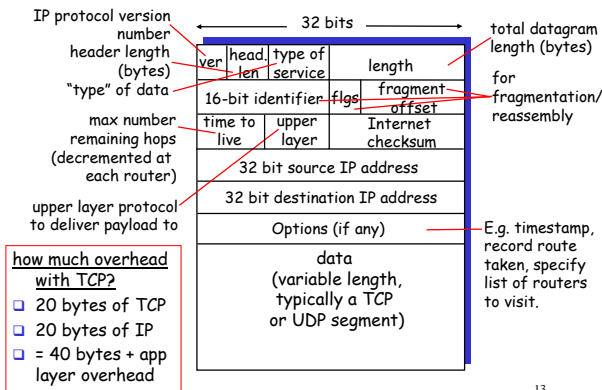 IP protocol version
number
header length
(bytes)
"type" of data
max number
remaining hops
(decremented at
each router)
upper layer protocol
to deliver payload to
how much overhead
with TCP?
20 bytes of TCP
20 bytes of IP
= 40 bytes + app
layer overhead
32 bits
ver
head.
len
type of
service
length
16-bit identifier
flgs
fragment
offset
time to
live
upper
layer
Internet
checksum
32 bit source IP address
32 bit destination IP address
Options (if any)
data
(variable length,
typically a TCP
or UDP segment)
total datagram
length (bytes)
for
fragmentation/
reassembly
E.g. timestamp,
record route
taken, specify
list of routers
to visit.
13